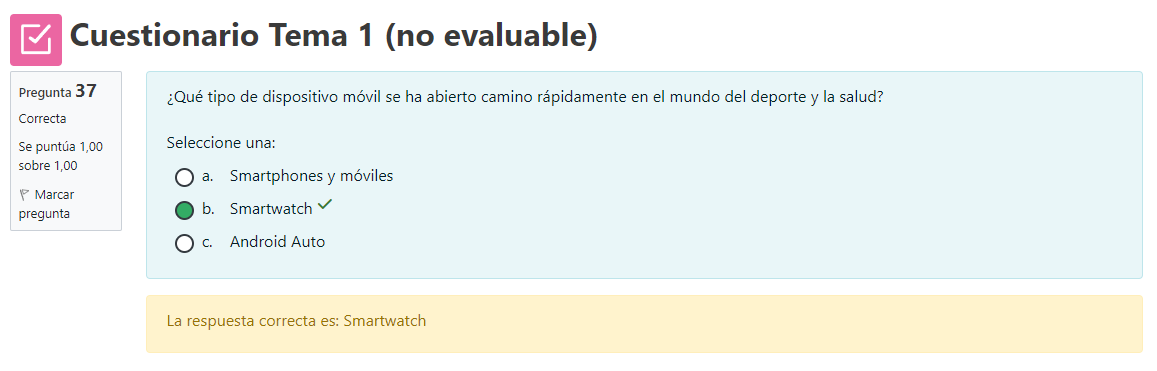 Cuestionario Tema 1 (no evaluable)
Pregunta 37
Correcta
Se puntúa 1,00
sobre 1,00
Marcar
pregunta
¿Qué tipo de dispositivo móvil se ha abierto camino rápidamente en el mundo del deporte y la salud?
Seleccione una:
a. Smartphones y móviles
b. Smartwatch
c. Android Auto
La respuesta correcta es: Smartwatch